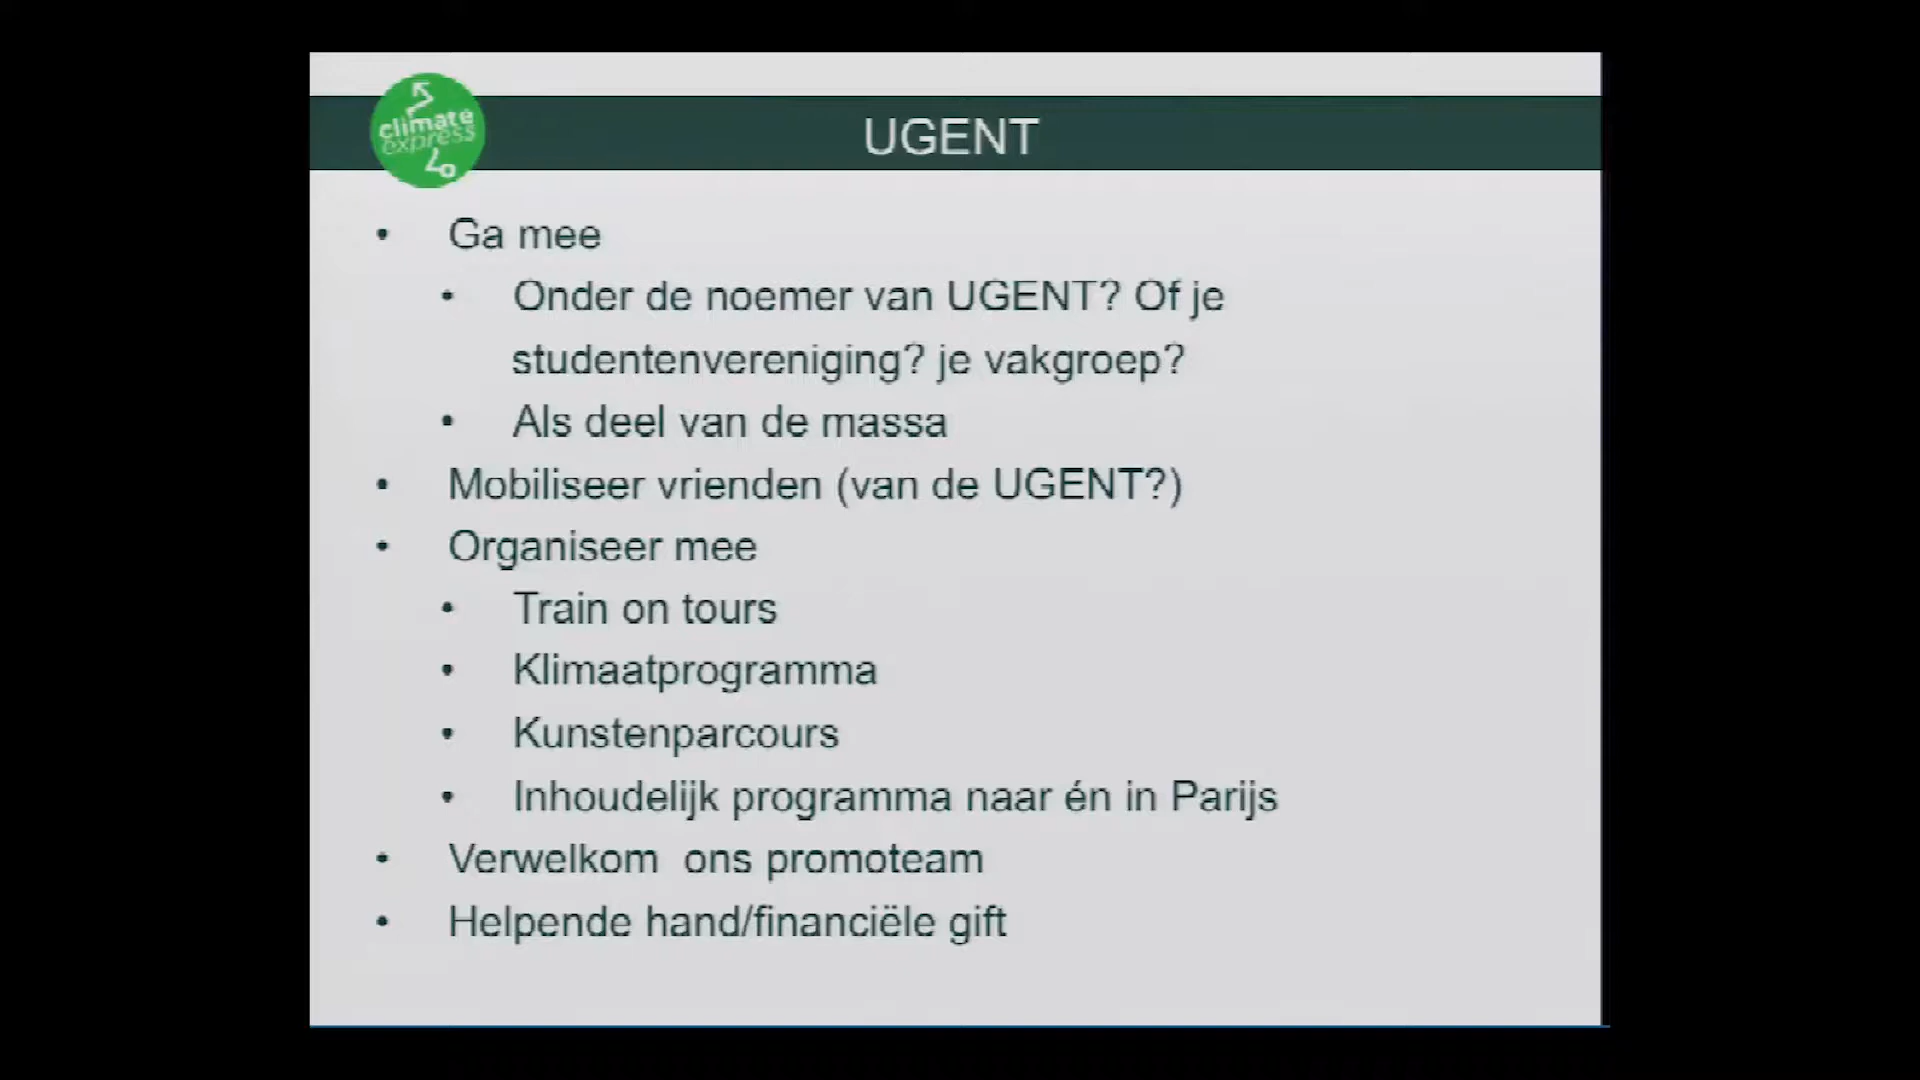 climate
express
UGENT
• Ga mee
• Onder de noemer van UGENT? Of je
studentenvereniging? je vakgroep?
• Als deel van de massa
• Mobiliseer vrienden (van de UGENT?)
• Organiseer mee
• Train on tours
• Klimaatprogramma
• Kunstenparcours
• Inhoudelijk programma naar én in Parijs
• Verwelkom ons promoteam
• Helpende hand/financiële gift